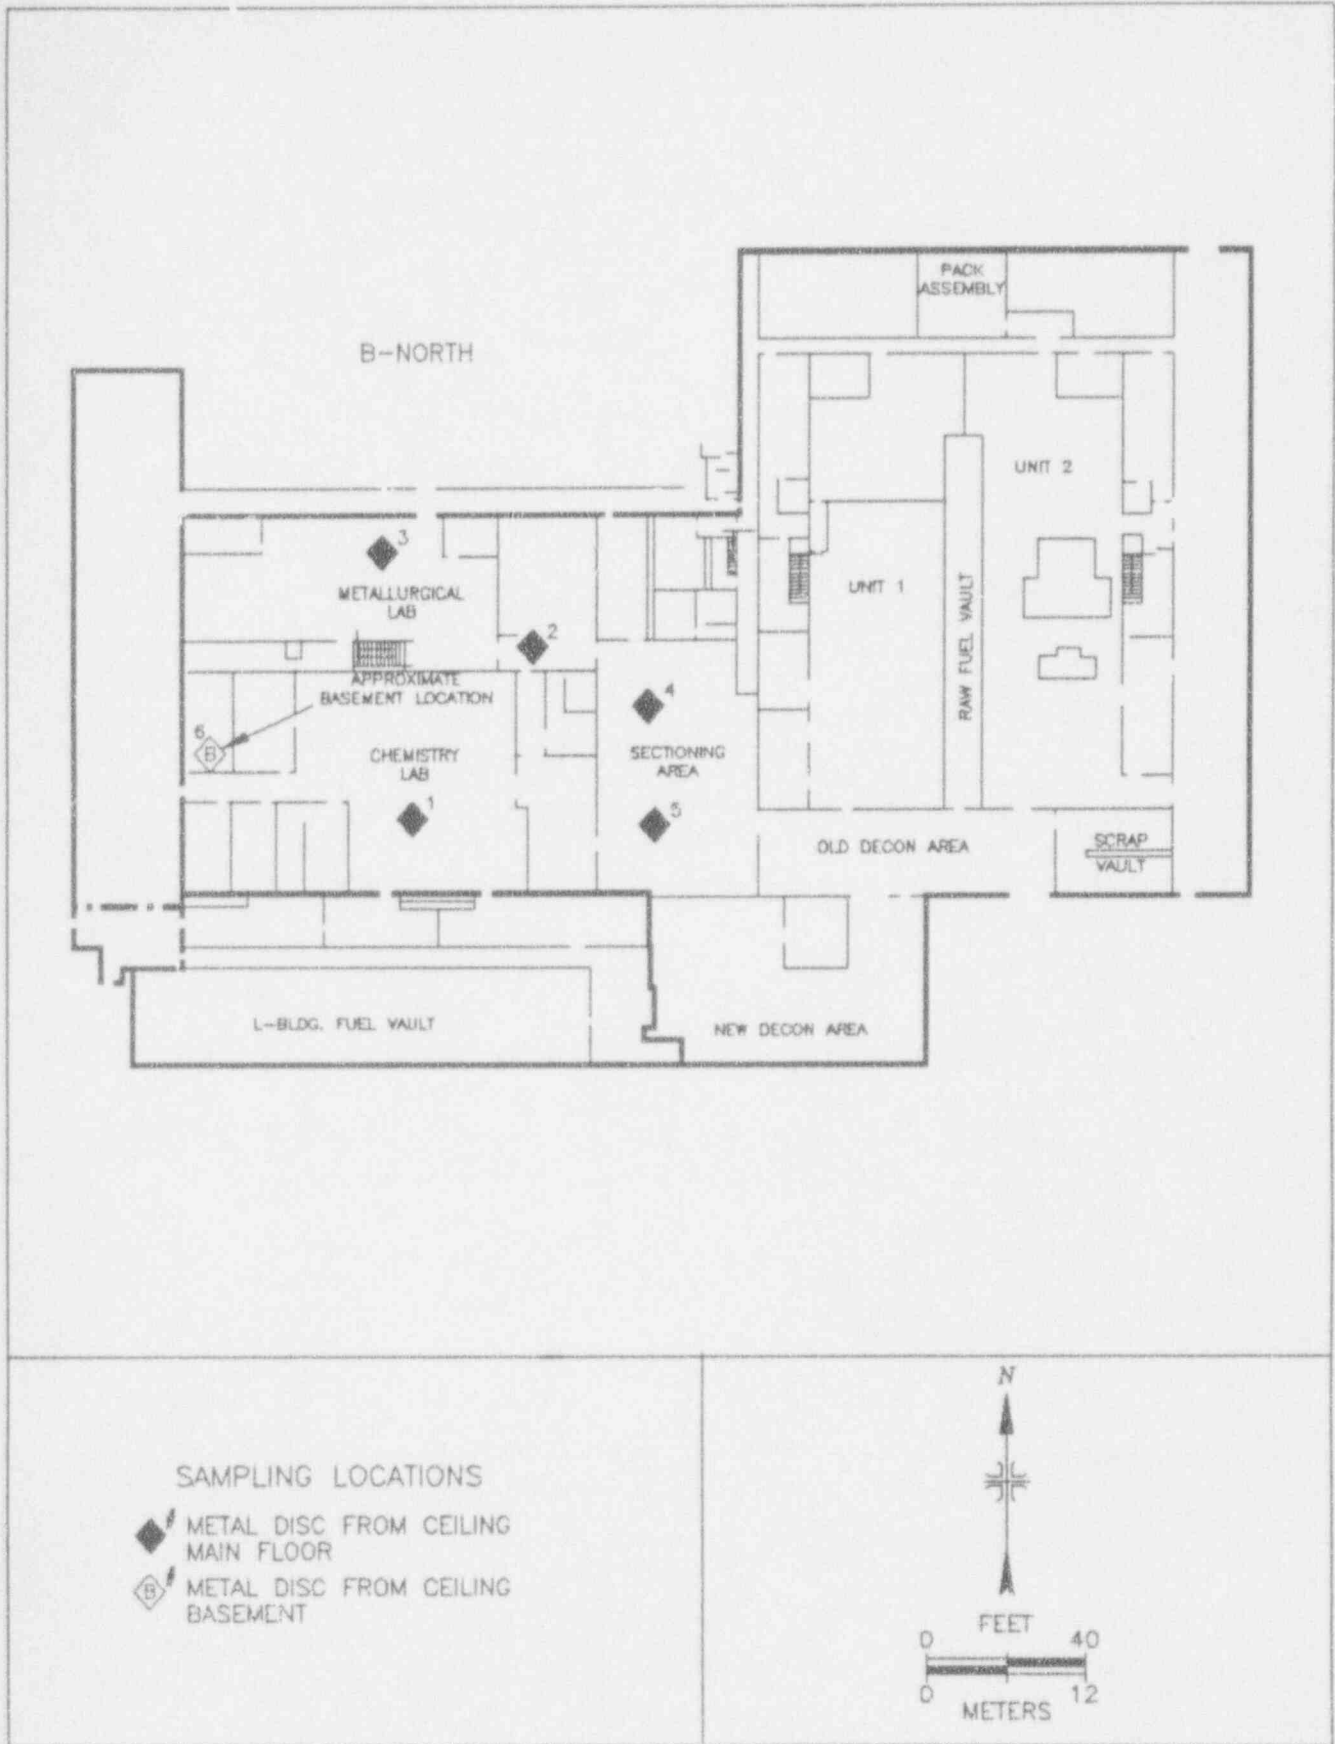 PACK
ASSEMBLY
B-NORTH
UNIT 2
3
METALLURGICAL
LAB
UNIT 1
RAW FUEL VAULT
2
APPROXIMATE
BASEMENT LOCATION
4
6
B
CHEMISTRY
LAB
SECTIONING
AREA
1
5
OLD DECON AREA
SCRAP
VAULT
L-BLDG. FUEL VAULT
NEW DECON AREA
SAMPLING LOCATIONS
# METAL DISC FROM CEILING
MAIN FLOOR
B # METAL DISC FROM CEILING
BASEMENT
N
FEET
0 40
0 12
METERS